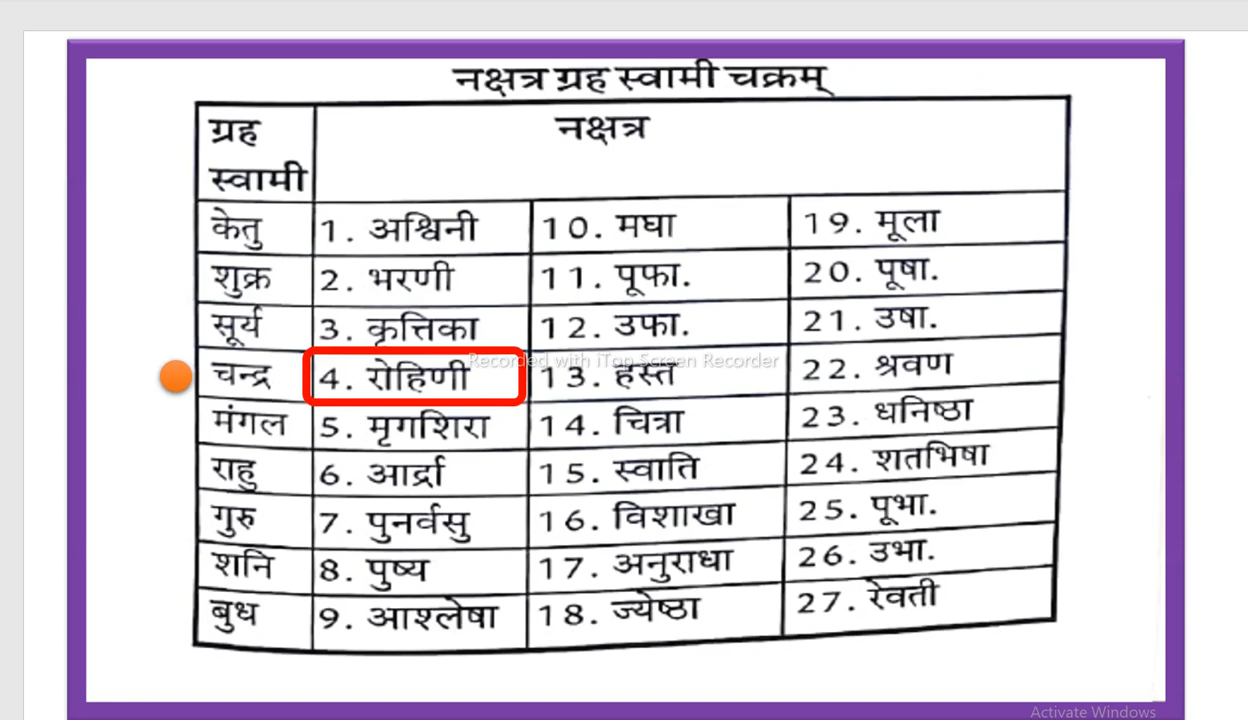 नक्षत्र ग्रह स्वामी चक्रम्
ग्रह स्वामी नक्षत्र
केतु 1. अश्विनी 10. मघा 19. मूला
शुक्र 2. भरणी 11. पूफा. 20. पूषा.
सूर्य 3. कृत्तिका 12. उफा. 21. उषा.
Recorded with iTop Screen Recorder
चन्द्र 4. रोहिणी 13. हस्त 22. श्रवण
मंगल 5. मृगशिरा 14. चित्रा 23. धनिष्ठा
राहु 6. आर्द्रा 15. स्वाति 24. शतभिषा
गुरु 7. पुनर्वसु 16. विशाखा 25. पूभा.
शनि 8. पुष्य 17. अनुराधा 26. उभा.
बुध 9. आश्लेषा 18. ज्येष्ठा 27. रेवती
Activate Windows